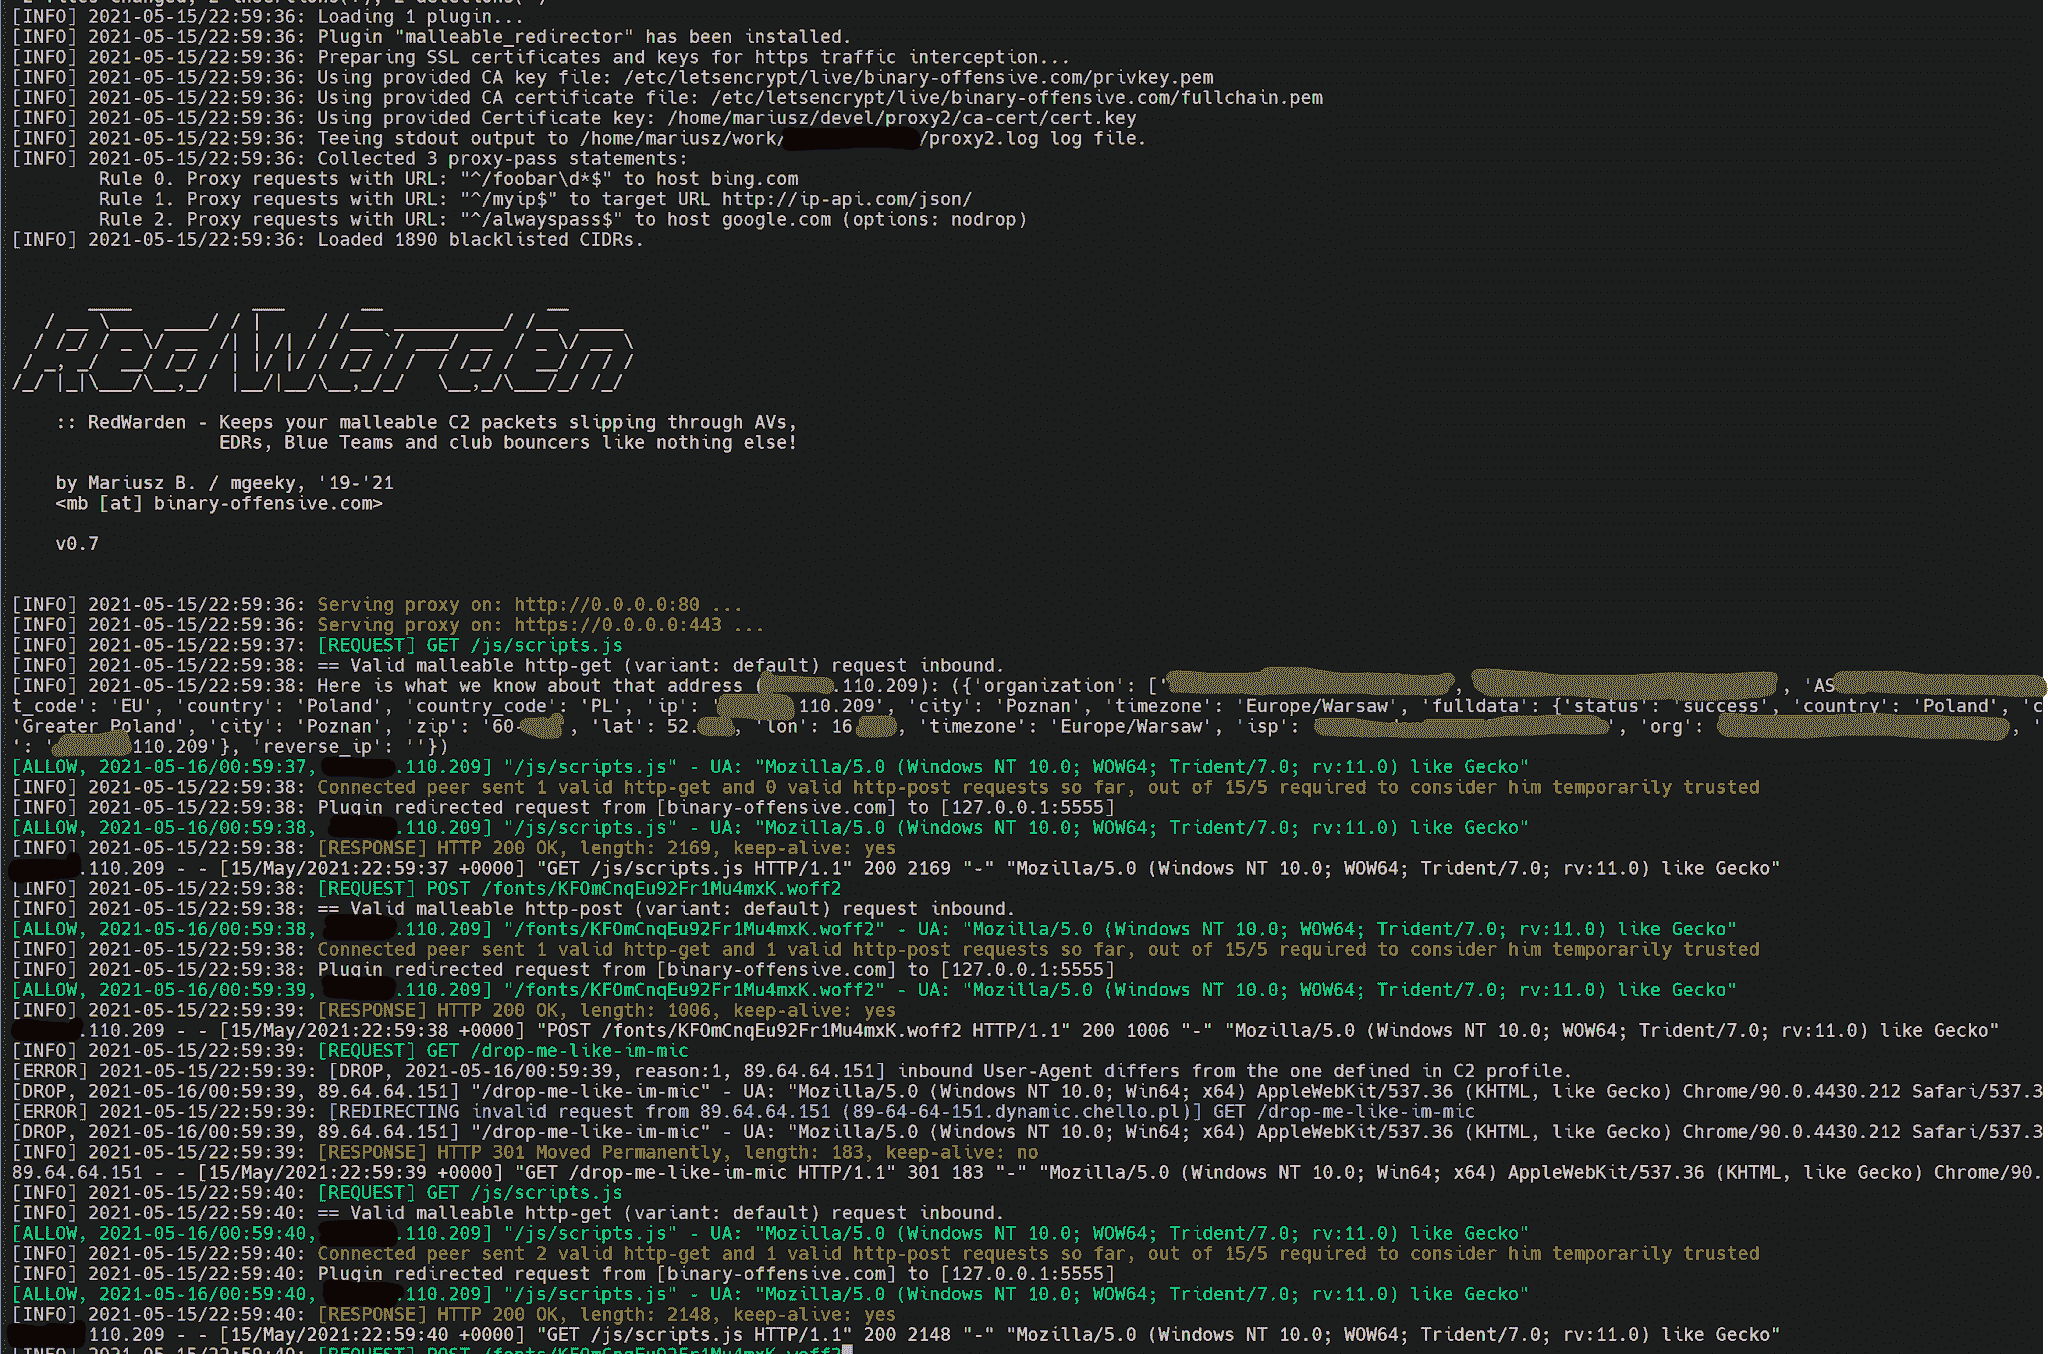 [INFO] 2021-05-15/22:59:36: Loading 1 plugin...
[INFO] 2021-05-15/22:59:36: Plugin "malleable_redirector" has been installed.
[INFO] 2021-05-15/22:59:36: Preparing SSL certificates and keys for https traffic interception...
[INFO] 2021-05-15/22:59:36: Using provided CA key file: /etc/letsencrypt/live/binary-offensive.com/privkey.pem
[INFO] 2021-05-15/22:59:36: Using provided CA certificate file: /etc/letsencrypt/live/binary-offensive.com/fullchain.pem
[INFO] 2021-05-15/22:59:36: Using provided Certificate key: /home/mariusz/devel/proxy2/ca-cert/cert.key
[INFO] 2021-05-15/22:59:36: Teeing stdout output to /home/mariusz/work/ /proxy2.log log file.
[INFO] 2021-05-15/22:59:36: Collected 3 proxy-pass statements:
Rule 0. Proxy requests with URL: "^/foobar\d*$" to host bing.com
Rule 1. Proxy requests with URL: "^/myip$" to target URL http://ip-api.com/json/
Rule 2. Proxy requests with URL: "^/alwayspass$" to host google.com (options: nodrop)
[INFO] 2021-05-15/22:59:36: Loaded 1890 blacklisted CIDRs.
RedWarden
:: RedWarden - Keeps your malleable C2 packets slipping through AVs,
EDRs, Blue Teams and club bouncers like nothing else!
by Mariusz B. / mgeeky, '19-'21
<mb [at] binary-offensive.com>
v0.7
[INFO] 2021-05-15/22:59:36: Serving proxy on: http://0.0.0.0:80 ...
[INFO] 2021-05-15/22:59:36: Serving proxy on: https://0.0.0.0:443 ...
[INFO] 2021-05-15/22:59:37: [REQUEST] GET /js/scripts.js
[INFO] 2021-05-15/22:59:38: == Valid malleable http-get (variant: default) request inbound.
[INFO] 2021-05-15/22:59:38: Here is what we know about that address ( .110.209): ({'organization': [' , , 'AS
t_code': 'EU', 'country': 'Poland', 'country_code': 'PL', 'ip': ' 110.209', 'city': 'Poznan', 'timezone': 'Europe/Warsaw', 'fulldata': {'status': 'success', 'country': 'Poland', 'c
'Greater Poland', 'city': 'Poznan', 'zip': '60- , 'lat': 52. , 'lon': 16 , 'timezone': 'Europe/Warsaw', 'isp': ', 'org': ', '
': ' 110.209'}, 'reverse_ip': ''})
[ALLOW, 2021-05-16/00:59:37, .110.209] "/js/scripts.js" - UA: "Mozilla/5.0 (Windows NT 10.0; WOW64; Trident/7.0; rv:11.0) like Gecko"
[INFO] 2021-05-15/22:59:38: Connected peer sent 1 valid http-get and 0 valid http-post requests so far, out of 15/5 required to consider him temporarily trusted
[INFO] 2021-05-15/22:59:38: Plugin redirected request from [binary-offensive.com] to [127.0.0.1:5555]
[ALLOW, 2021-05-16/00:59:38, .110.209] "/js/scripts.js" - UA: "Mozilla/5.0 (Windows NT 10.0; WOW64; Trident/7.0; rv:11.0) like Gecko"
[INFO] 2021-05-15/22:59:38: [RESPONSE] HTTP 200 OK, length: 2169, keep-alive: yes
.110.209 - - [15/May/2021:22:59:37 +0000] "GET /js/scripts.js HTTP/1.1" 200 2169 "-" "Mozilla/5.0 (Windows NT 10.0; WOW64; Trident/7.0; rv:11.0) like Gecko"
[INFO] 2021-05-15/22:59:38: [REQUEST] POST /fonts/KFOmCnqEu92Fr1Mu4mxK.woff2
[INFO] 2021-05-15/22:59:38: == Valid malleable http-post (variant: default) request inbound.
[ALLOW, 2021-05-16/00:59:38, .110.209] "/fonts/KFOmCnqEu92Fr1Mu4mxK.woff2" - UA: "Mozilla/5.0 (Windows NT 10.0; WOW64; Trident/7.0; rv:11.0) like Gecko"
[INFO] 2021-05-15/22:59:38: Connected peer sent 1 valid http-get and 1 valid http-post requests so far, out of 15/5 required to consider him temporarily trusted
[INFO] 2021-05-15/22:59:38: Plugin redirected request from [binary-offensive.com] to [127.0.0.1:5555]
[ALLOW, 2021-05-16/00:59:39, .110.209] "/fonts/KFOmCnqEu92Fr1Mu4mxK.woff2" - UA: "Mozilla/5.0 (Windows NT 10.0; WOW64; Trident/7.0; rv:11.0) like Gecko"
[INFO] 2021-05-15/22:59:39: [RESPONSE] HTTP 200 OK, length: 1006, keep-alive: yes
.110.209 - - [15/May/2021:22:59:38 +0000] "POST /fonts/KFOmCnqEu92Fr1Mu4mxK.woff2 HTTP/1.1" 200 1006 "-" "Mozilla/5.0 (Windows NT 10.0; WOW64; Trident/7.0; rv:11.0) like Gecko"
[INFO] 2021-05-15/22:59:39: [REQUEST] GET /drop-me-like-im-mic
[ERROR] 2021-05-15/22:59:39: [DROP, 2021-05-16/00:59:39, reason:1, 89.64.64.151] inbound User-Agent differs from the one defined in C2 profile.
[DROP, 2021-05-16/00:59:39, 89.64.64.151] "/drop-me-like-im-mic" - UA: "Mozilla/5.0 (Windows NT 10.0; Win64; x64) AppleWebKit/537.36 (KHTML, like Gecko) Chrome/90.0.4430.212 Safari/537.3
[ERROR] 2021-05-15/22:59:39: [REDIRECTING invalid request from 89.64.64.151 (89-64-64-151.dynamic.chello.pl)] GET /drop-me-like-im-mic
[DROP, 2021-05-16/00:59:39, 89.64.64.151] "/drop-me-like-im-mic" - UA: "Mozilla/5.0 (Windows NT 10.0; Win64; x64) AppleWebKit/537.36 (KHTML, like Gecko) Chrome/90.0.4430.212 Safari/537.3
[INFO] 2021-05-15/22:59:39: [RESPONSE] HTTP 301 Moved Permanently, length: 183, keep-alive: no
89.64.64.151 - - [15/May/2021:22:59:39 +0000] "GET /drop-me-like-im-mic HTTP/1.1" 301 183 "-" "Mozilla/5.0 (Windows NT 10.0; Win64; x64) AppleWebKit/537.36 (KHTML, like Gecko) Chrome/90.
[INFO] 2021-05-15/22:59:40: [REQUEST] GET /js/scripts.js
[INFO] 2021-05-15/22:59:40: == Valid malleable http-get (variant: default) request inbound.
[ALLOW, 2021-05-16/00:59:40, .110.209] "/js/scripts.js" - UA: "Mozilla/5.0 (Windows NT 10.0; WOW64; Trident/7.0; rv:11.0) like Gecko"
[INFO] 2021-05-15/22:59:40: Connected peer sent 2 valid http-get and 1 valid http-post requests so far, out of 15/5 required to consider him temporarily trusted
[INFO] 2021-05-15/22:59:40: Plugin redirected request from [binary-offensive.com] to [127.0.0.1:5555]
[ALLOW, 2021-05-16/00:59:40, .110.209] "/js/scripts.js" - UA: "Mozilla/5.0 (Windows NT 10.0; WOW64; Trident/7.0; rv:11.0) like Gecko"
[INFO] 2021-05-15/22:59:40: [RESPONSE] HTTP 200 OK, length: 2148, keep-alive: yes
110.209 - - [15/May/2021:22:59:40 +0000] "GET /js/scripts.js HTTP/1.1" 200 2148 "-" "Mozilla/5.0 (Windows NT 10.0; WOW64; Trident/7.0; rv:11.0) like Gecko"